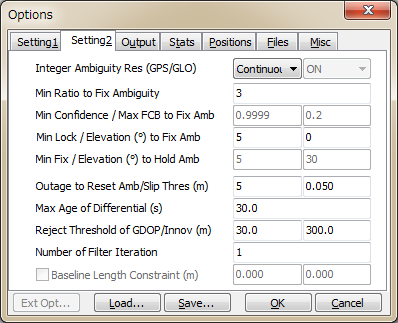 Options
Setting1 Setting2 Output Stats Positions Files Misc
Integer Ambiguity Res (GPS/GLO) Continuou ON
Min Ratio to Fix Ambiguity 3
Min Confidence / Max FCB to Fix Amb 0.9999 0.2
Min Lock / Elevation (°) to Fix Amb 5 0
Min Fix / Elevation (°) to Hold Amb 5 30
Outage to Reset Amb/Slip Thres (m) 5 0.050
Max Age of Differential (s) 30.0
Reject Threshold of GDOP/Innov (m) 30.0 300.0
Number of Filter Iteration 1
Baseline Length Constraint (m) 0.000 0.000
Ext Opt... Load... Save... OK Cancel